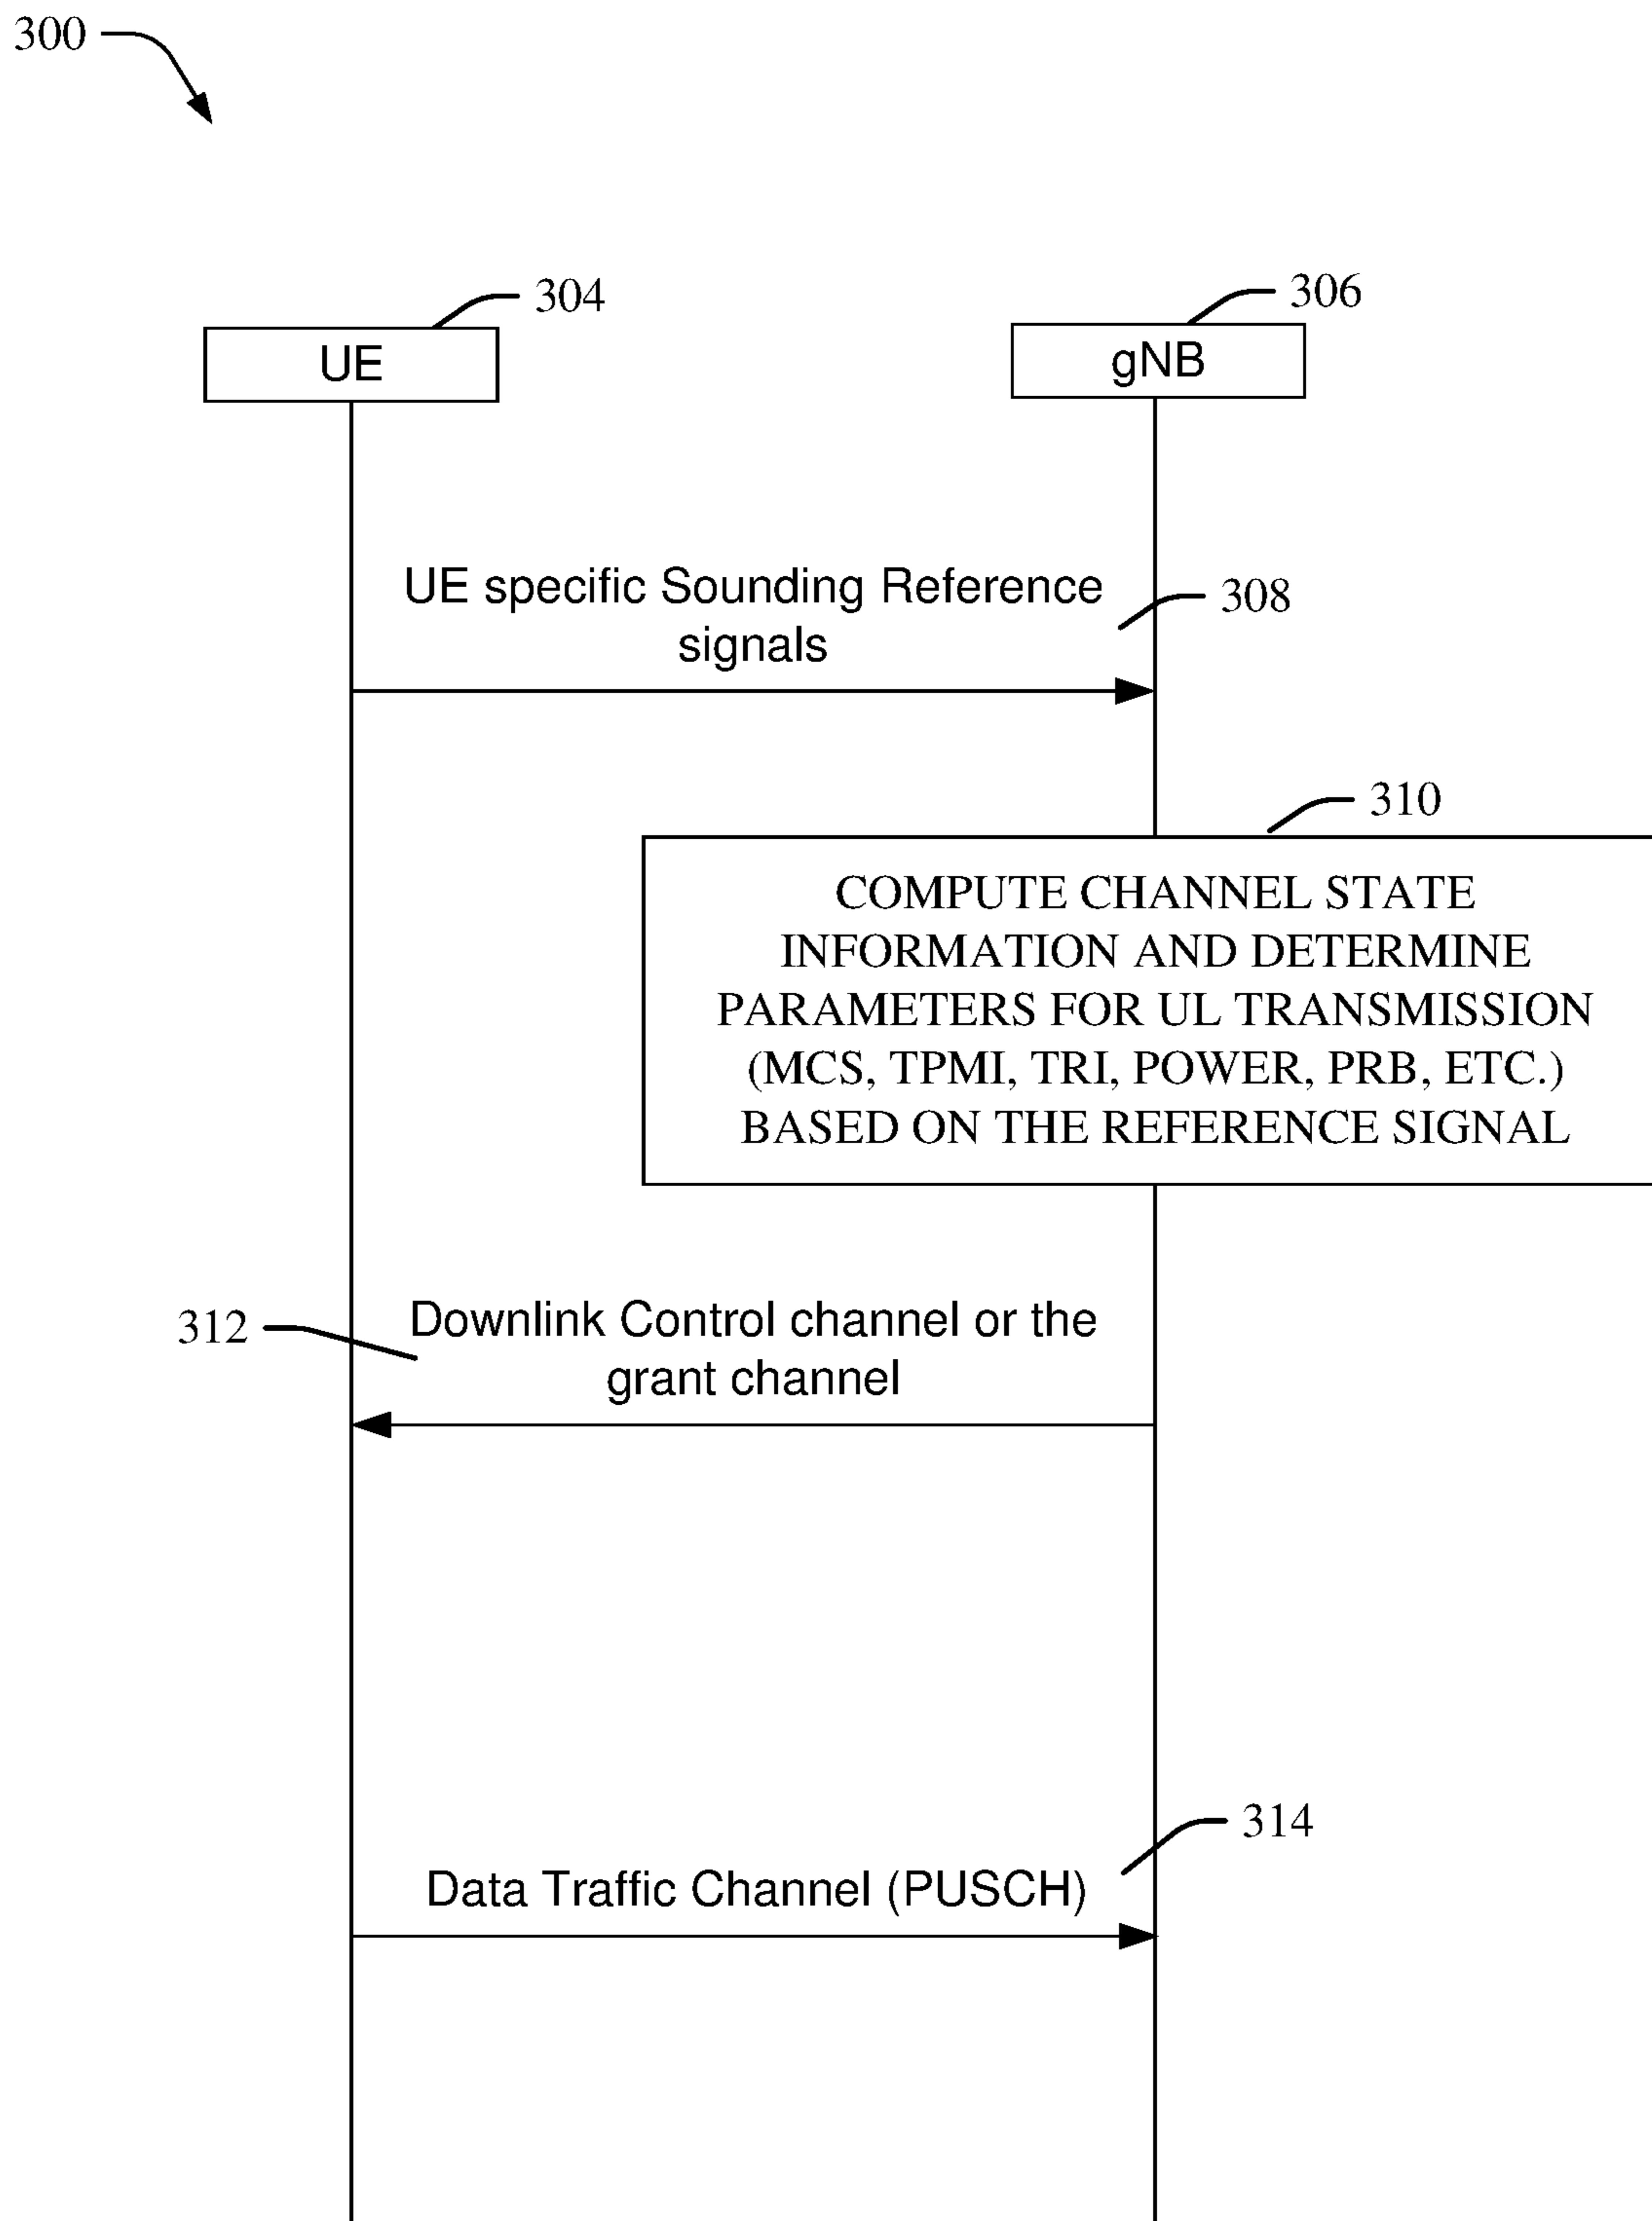 300
304
306
UE
gNB
UE specific Sounding Reference
signals
308
310
COMPUTE CHANNEL STATE
INFORMATION AND DETERMINE
PARAMETERS FOR UL TRANSMISSION
(MCS, TPMI, TRI, POWER, PRB, ETC.)
BASED ON THE REFERENCE SIGNAL
312
Downlink Control channel or the
grant channel
314
Data Traffic Channel (PUSCH)